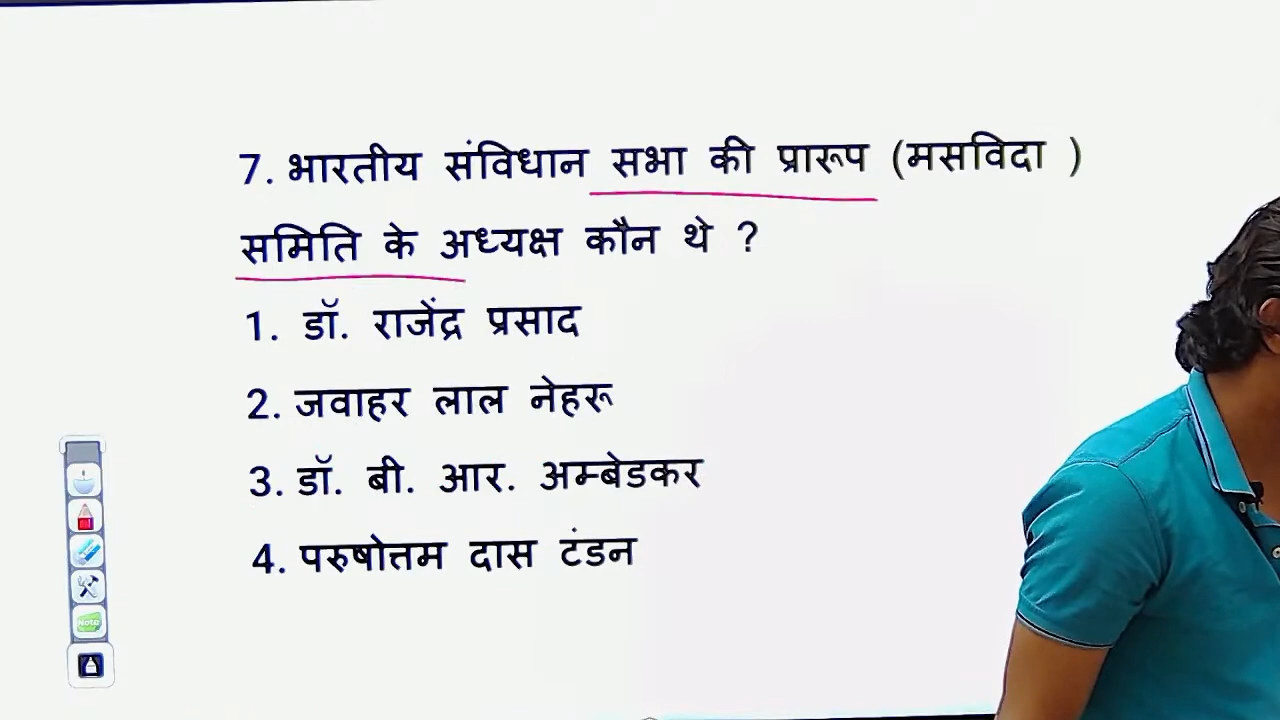 7. भारतीय संविधान सभा की प्रारूप (मसविदा )
समिति के अध्यक्ष कौन थे ?
1. डॉ. राजेंद्र प्रसाद
2. जवाहर लाल नेहरू
3. डॉ. बी. आर. अम्बेडकर
4. परुषोत्तम दास टंडन
Note